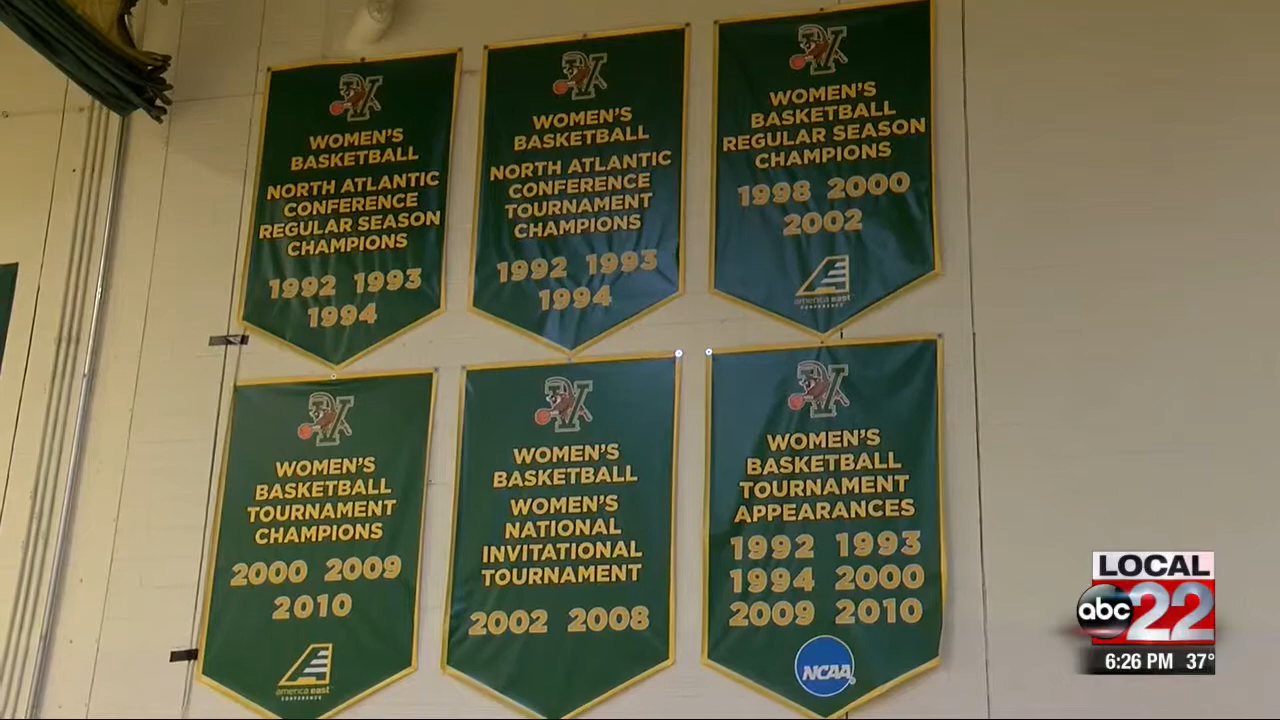 V
WOMEN'S
BASKETBALL
NORTH ATLANTIC
CONFERENCE
REGULAR SEASON
CHAMPIONS
1992 1993
1994
V
WOMEN'S
BASKETBALL
NORTH ATLANTIC
CONFERENCE
TOURNAMENT
CHAMPIONS
1992 1993
1994
V
WOMEN'S
BASKETBALL
REGULAR SEASON
CHAMPIONS
1998 2000
2002
america east
CONFERENCE
V
WOMEN'S
BASKETBALL
TOURNAMENT
CHAMPIONS
2000 2009
2010
america east
CONFERENCE
V
WOMEN'S
BASKETBALL
WOMEN'S
NATIONAL
INVITATIONAL
TOURNAMENT
2002 2008
V
WOMEN'S
BASKETBALL
TOURNAMENT
APPEARANCES
1992 1993
1994 2000
2009 2010
NCAA
LOCAL
abc 22
6:26 PM 37°